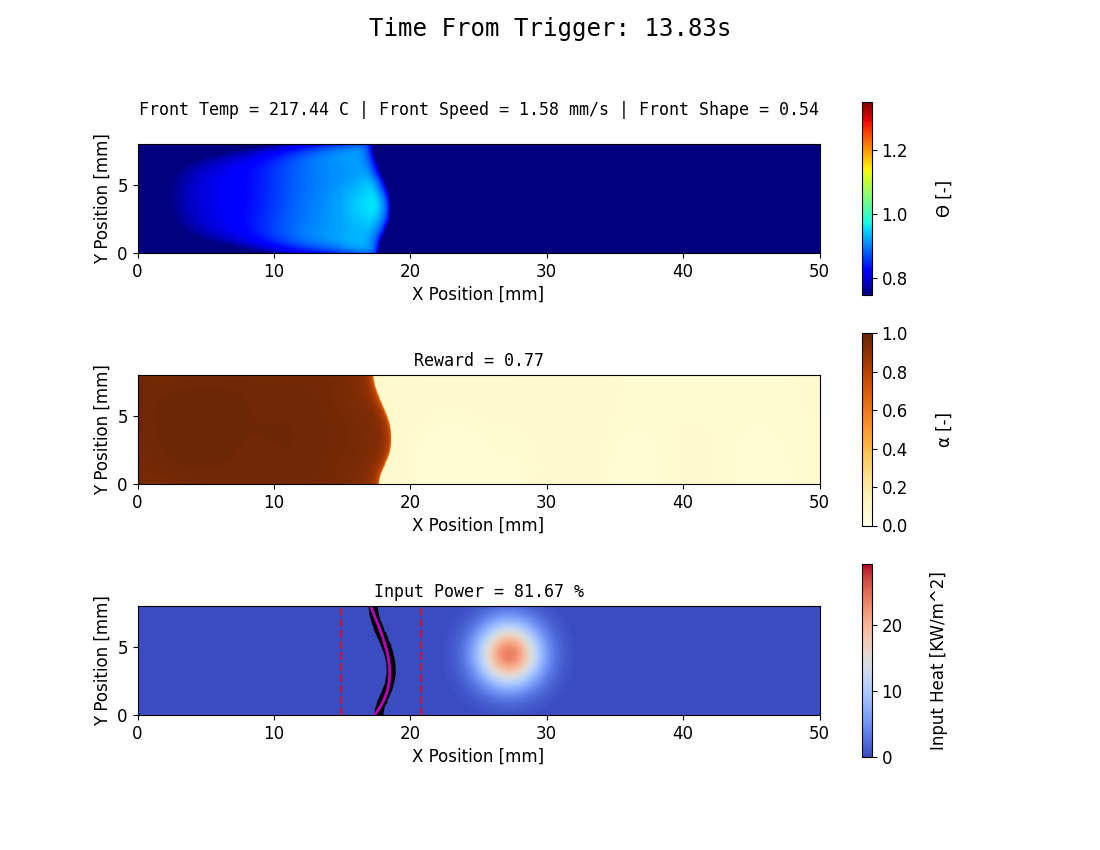 Time From Trigger: 13.83s
Front Temp = 217.44 C | Front Speed = 1.58 mm/s | Front Shape = 0.54
Y Position [mm]
5
0
0 10 20 30 40 50
X Position [mm]
1.2
1.0
0.8
Θ [-]
Reward = 0.77
Y Position [mm]
5
0
0 10 20 30 40 50
X Position [mm]
1.0
0.8
0.6
0.4
0.2
0.0
α [-]
Input Power = 81.67 %
Y Position [mm]
5
0
0 10 20 30 40 50
X Position [mm]
20
10
0
Input Heat [KW/m^2]